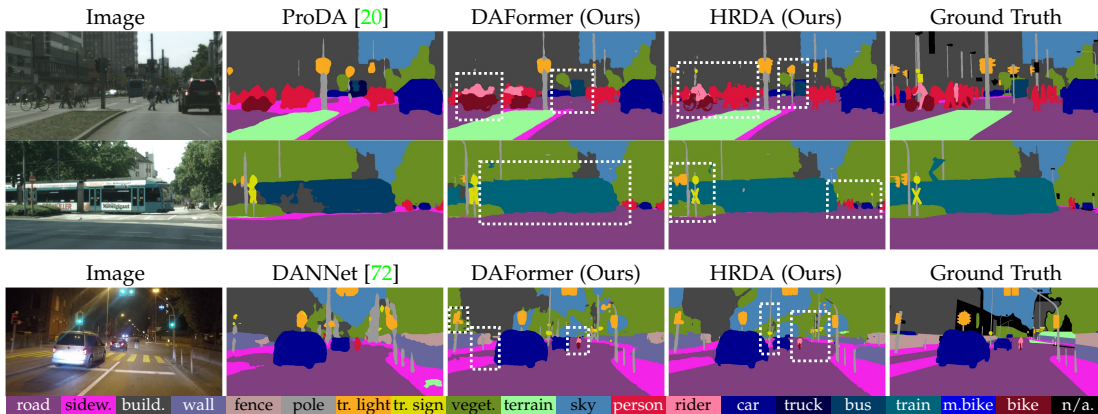 Image ProDA [20] DAFormer (Ours) HRDA (Ours) Ground Truth
Image DANNet [72] DAFormer (Ours) HRDA (Ours) Ground Truth
road sidew. build. wall fence pole tr. light tr. sign veget. terrain sky person rider car truck bus train m.bike bike n/a.